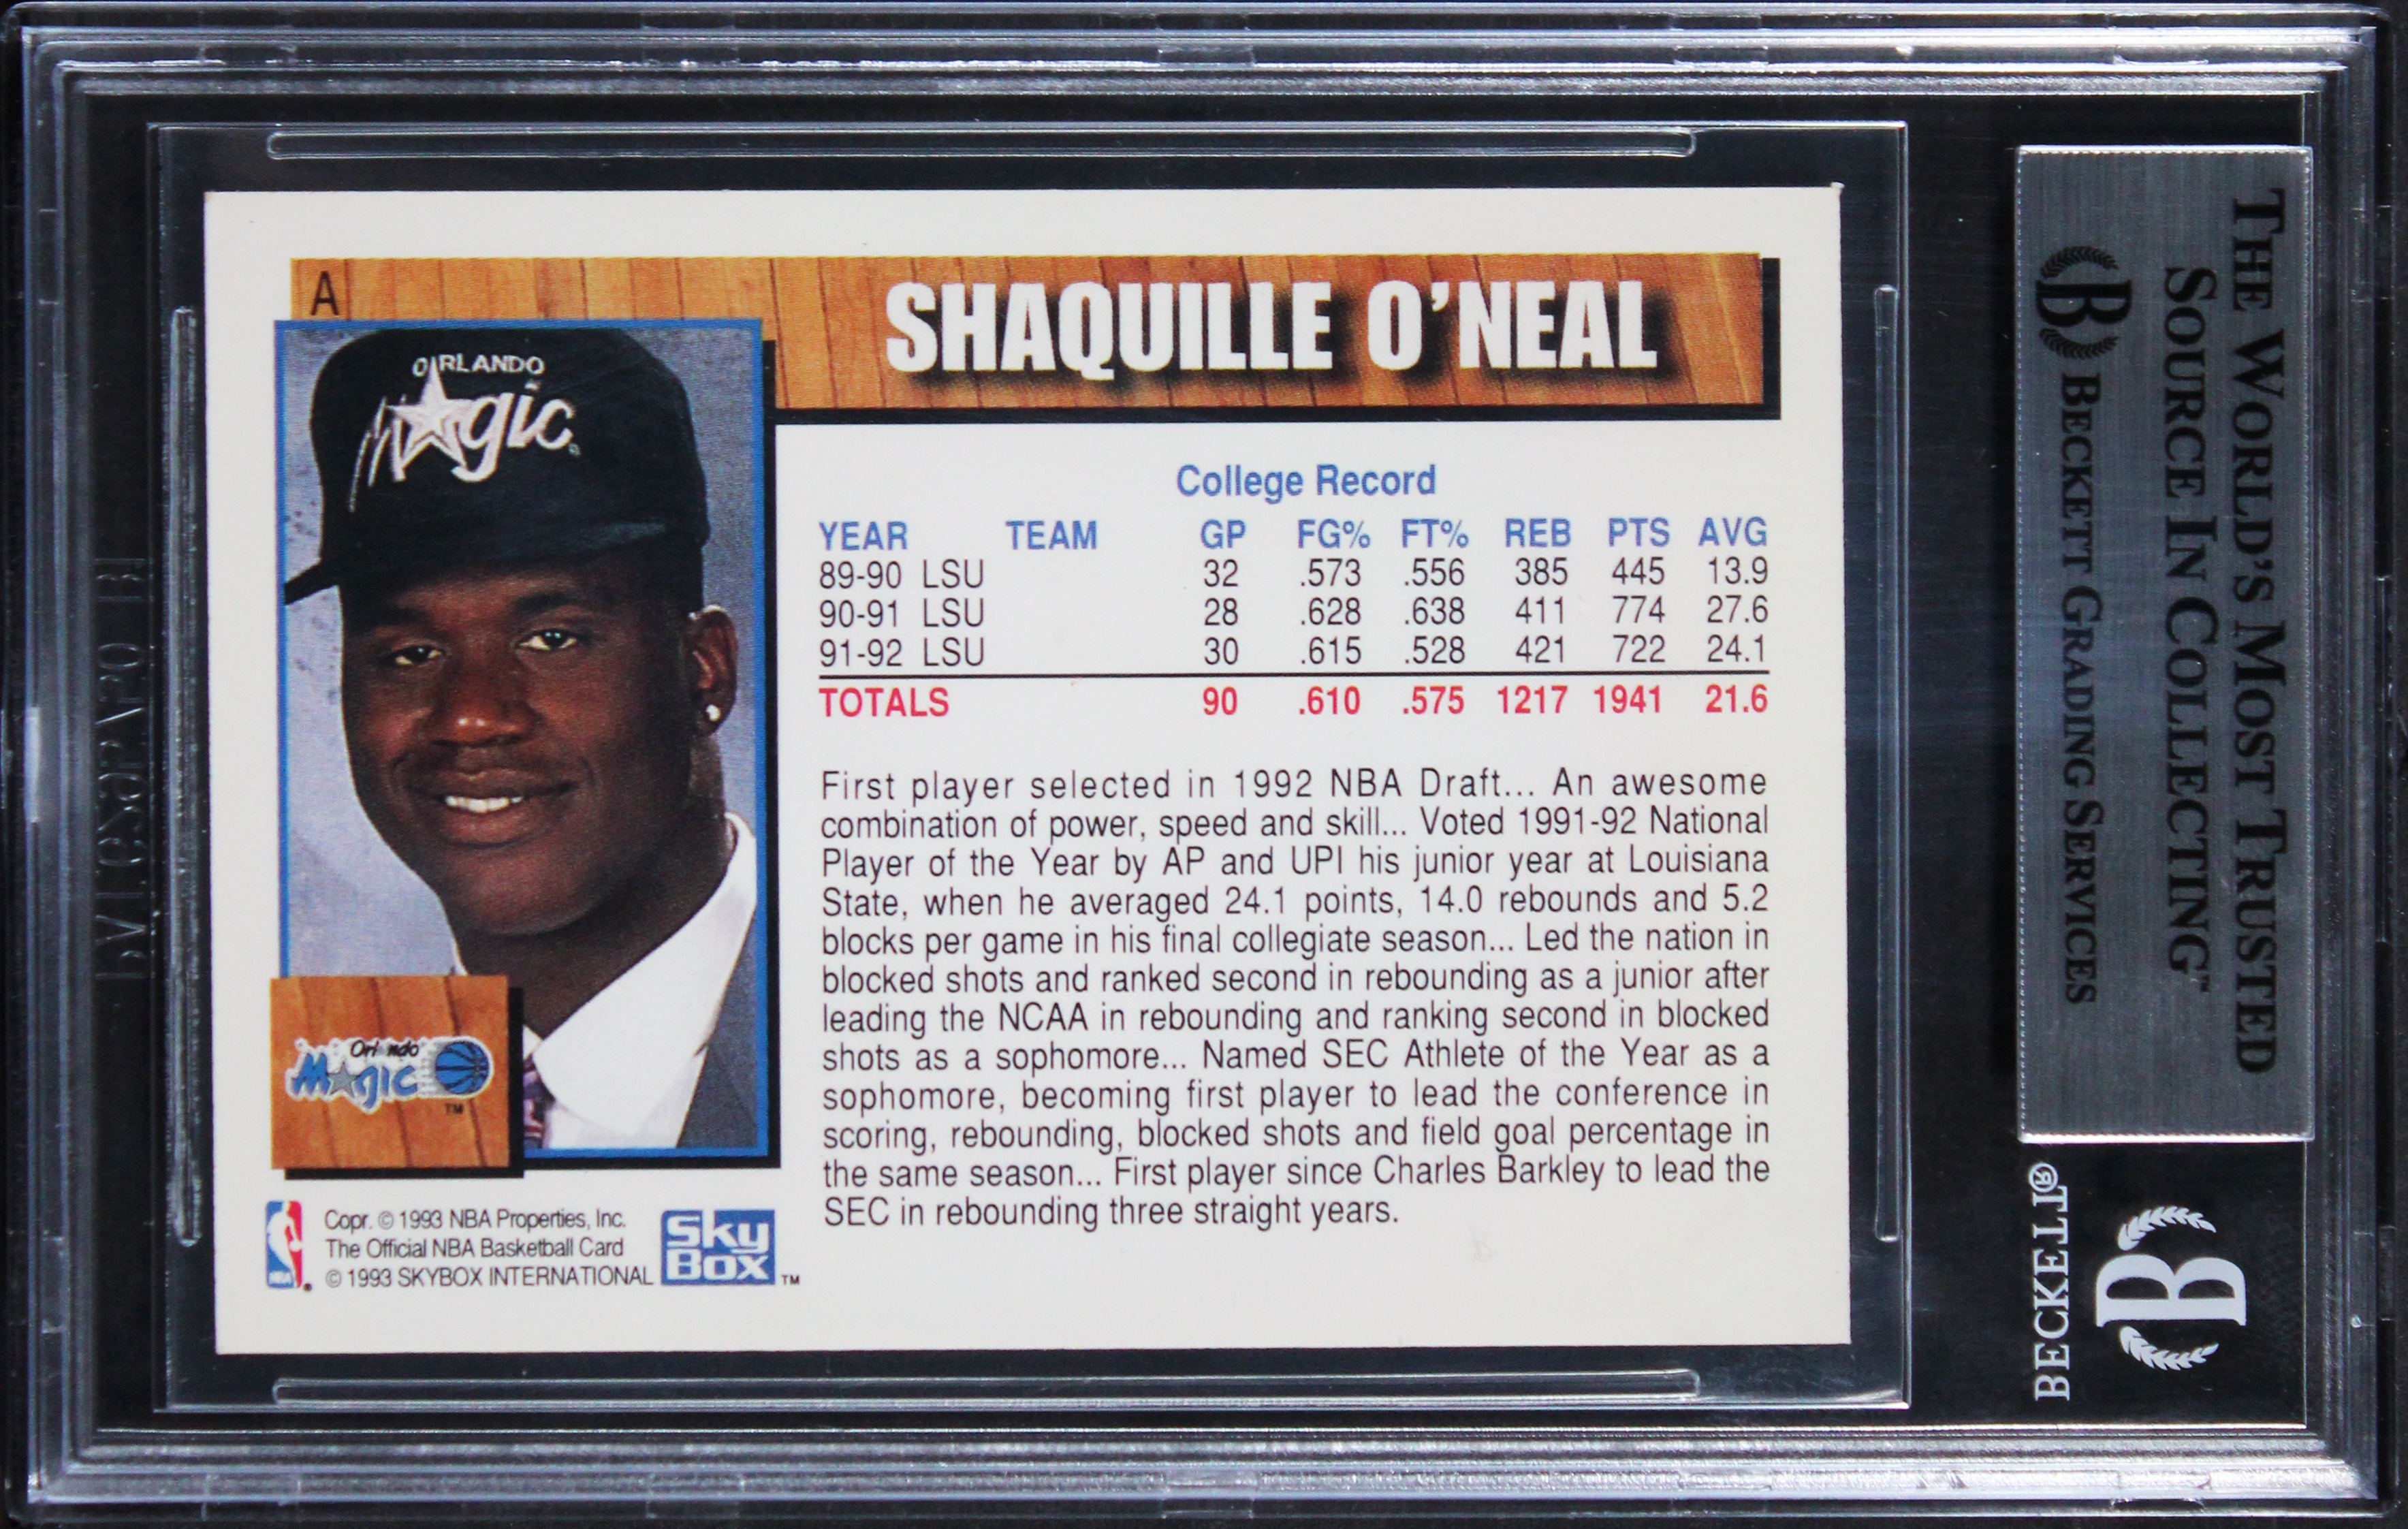 A
SHAQUILLE O'NEAL
ORLANDO
Magic
College Record
YEAR TEAM GP FG% FT% REB PTS AVG
89-90 LSU 32 .573 .556 385 445 13.9
90-91 LSU 28 .628 .638 411 774 27.6
91-92 LSU 30 .615 .528 421 722 24.1
TOTALS 90 .610 .575 1217 1941 21.6
First player selected in 1992 NBA Draft... An awesome
combination of power, speed and skill... Voted 1991-92 National
Player of the Year by AP and UPI his junior year at Louisiana
State, when he averaged 24.1 points, 14.0 rebounds and 5.2
blocks per game in his final collegiate season... Led the nation in
blocked shots and ranked second in rebounding as a junior after
leading the NCAA in rebounding and ranking second in blocked
shots as a sophomore... Named SEC Athlete of the Year as a
sophomore, becoming first player to lead the conference in
scoring, rebounding, blocked shots and field goal percentage in
the same season... First player since Charles Barkley to lead the
SEC in rebounding three straight years.
Orlando
Magic
TM
NBA
Copr. © 1993 NBA Properties, Inc.
The Official NBA Basketball Card
© 1993 SKYBOX INTERNATIONAL
Sky
Box TM
THE WORLD'S MOST TRUSTED
SOURCE IN COLLECTING™
B BECKETT GRADING SERVICES
BECKETT®
B